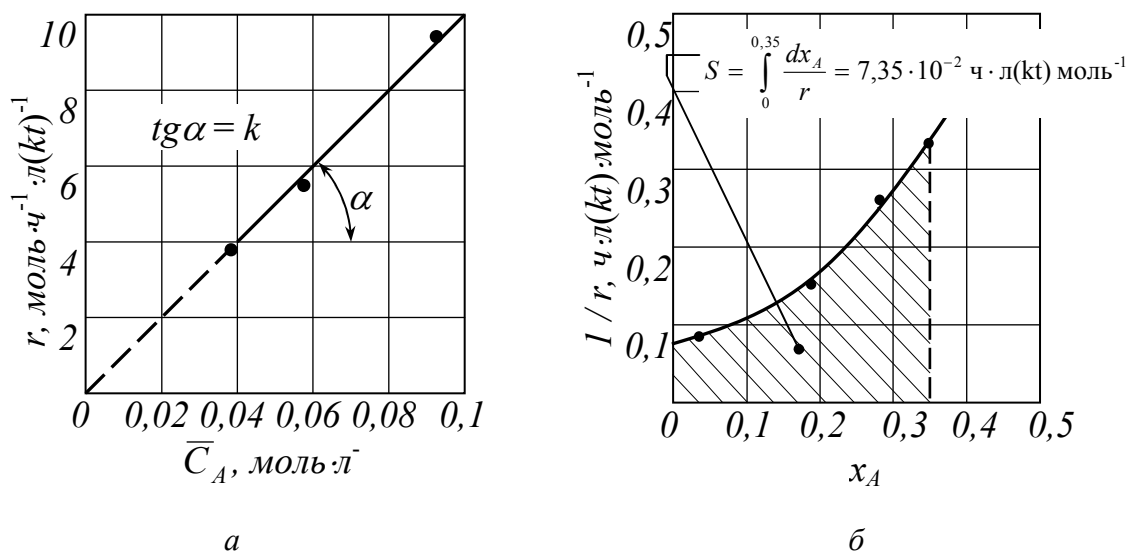 10
8
6
4
2
0 0,02 0,04 0,06 0,08 0,1
r, моль·ч⁻¹·л(kt)⁻¹
tgα = k
α
C̅_A, моль·л⁻
а
0,5
0,4
0,3
0,2
0,1
0 0,1 0,2 0,3 0,4 0,5
1 / r, ч·л(kt)·моль⁻¹
S = ∫₀^{0,35} dx_A / r = 7,35·10⁻² ч · л(kt) моль⁻¹
x_A
б